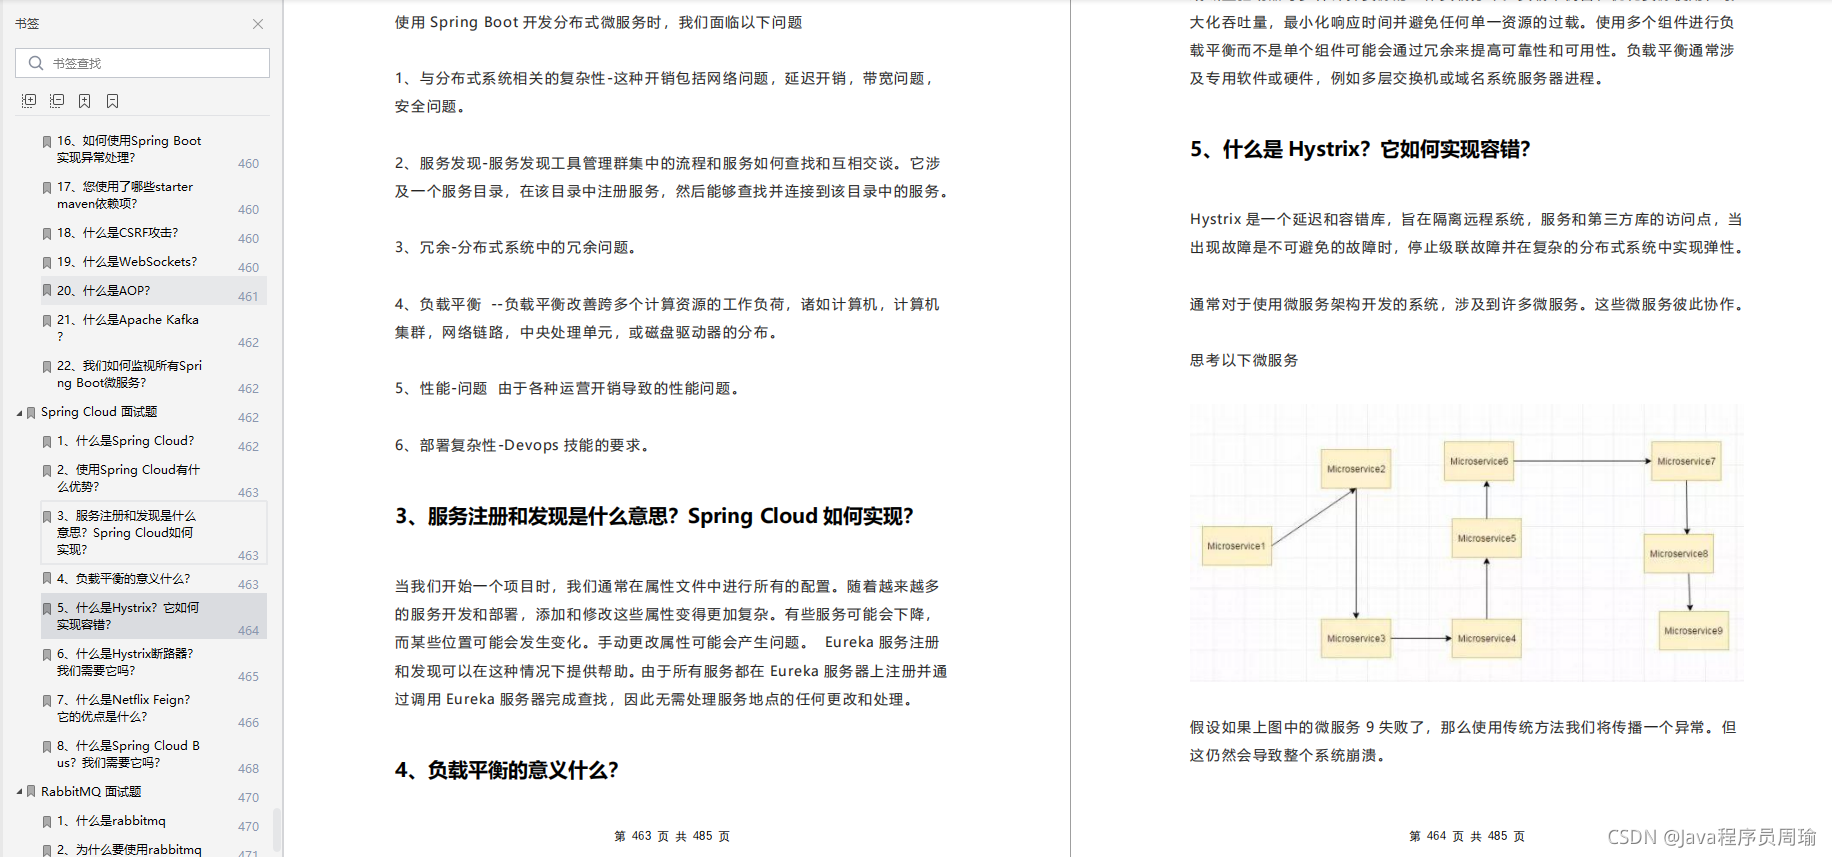 书签
书签查找
16、如何使用Spring Boot
实现异常处理?
460
17、您使用了哪些starter
maven依赖项?
460
18、什么是CSRF攻击?
460
19、什么是WebSockets?
460
20、什么是AOP?
461
21、什么是Apache Kafka
?
462
22、我们如何监视所有Spri
ng Boot微服务?
462
Spring Cloud 面试题
462
1、什么是Spring Cloud?
462
2、使用Spring Cloud有什
么优势?
463
3、服务注册和发现是什么
意思? Spring Cloud如何
实现?
463
4、负载平衡的意义什么?
463
5、什么是Hystrix? 它如何
实现容错?
464
6、什么是Hystrix断路器?
我们需要它吗?
465
7、什么是Netflix Feign?
它的优点是什么?
466
8、什么是Spring Cloud B
us? 我们需要它吗?
468
RabbitMQ 面试题
470
1、什么是rabbitmq
470
2、为什么要使用rabbitmq
471
使用 Spring Boot 开发分布式微服务时，我们面临以下问题
1、与分布式系统相关的复杂性-这种开销包括网络问题，延迟开销，带宽问题，
安全问题。
2、服务发现-服务发现工具管理群集中的流程和服务如何查找和互相交谈。它涉
及一个服务目录，在该目录中注册服务，然后能够查找并连接到该目录中的服务。
3、冗余-分布式系统中的冗余问题。
4、负载平衡 --负载平衡改善跨多个计算资源的工作负荷，诸如计算机，计算机
集群，网络链路，中央处理单元，或磁盘驱动器的分布。
5、性能-问题 由于各种运营开销导致的性能问题。
6、部署复杂性-Devops 技能的要求。
3、服务注册和发现是什么意思？Spring Cloud 如何实现？
当我们开始一个项目时，我们通常在属性文件中进行所有的配置。随着越来越多
的服务开发和部署，添加和修改这些属性变得更加复杂。有些服务可能会下降，
而某些位置可能会发生变化。手动更改属性可能会产生问题。 Eureka 服务注册
和发现可以在这种情况下提供帮助。由于所有服务都在 Eureka 服务器上注册并通
过调用 Eureka 服务器完成查找，因此无需处理服务地点的任何更改和处理。
4、负载平衡的意义什么？
第 463 页 共 485 页
大化吞吐量，最小化响应时间并避免任何单一资源的过载。使用多个组件进行负
载平衡而不是单个组件可能会通过冗余来提高可靠性和可用性。负载平衡通常涉
及专用软件或硬件，例如多层交换机或域名系统服务器进程。
5、什么是 Hystrix？它如何实现容错？
Hystrix 是一个延迟和容错库，旨在隔离远程系统，服务和第三方库的访问点，当
出现故障是不可避免的故障时，停止级联故障并在复杂的分布式系统中实现弹性。
通常对于使用微服务架构开发的系统，涉及到许多微服务。这些微服务彼此协作。
思考以下微服务
Microservice1
Microservice2
Microservice3
Microservice4
Microservice5
Microservice6
Microservice7
Microservice8
Microservice9
假设如果上图中的微服务 9 失败了，那么使用传统方法我们将传播一个异常。但
这仍然会导致整个系统崩溃。
第 464 页 共 485 页
CSDN @Java程序员周瑜